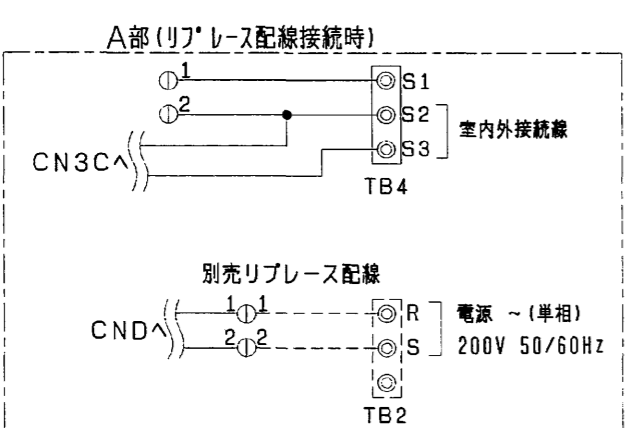 A部(リプレース配線接続時)
1 S1
2 S2
室内外接続線
CN3Cへ S3
TB4
別売リプレース配線
1 1 R 電源 ~(単相)
CNDへ 2 2 S 200V 50/60Hz
TB2